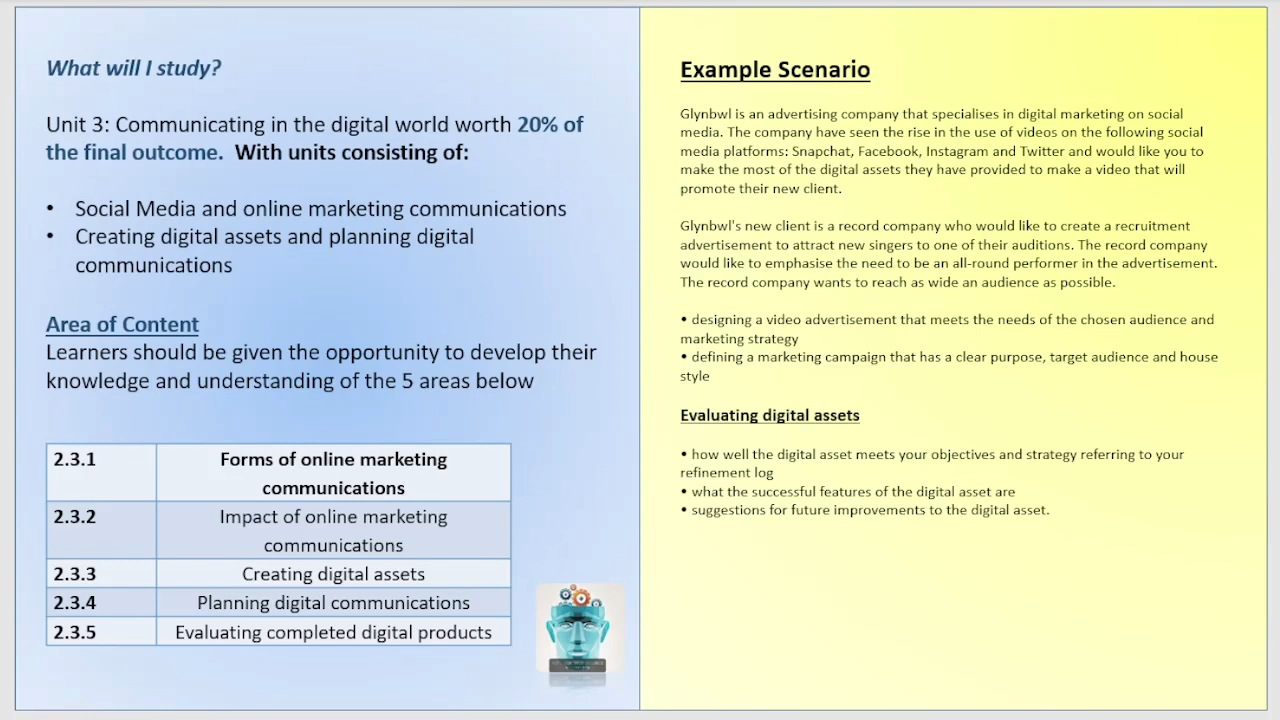 What will I study?
Unit 3: Communicating in the digital world worth 20% of
the final outcome.  With units consisting of:
• Social Media and online marketing communications
• Creating digital assets and planning digital
communications
Area of Content
Learners should be given the opportunity to develop their
knowledge and understanding of the 5 areas below
2.3.1 Forms of online marketing
communications
2.3.2 Impact of online marketing
communications
2.3.3 Creating digital assets
2.3.4 Planning digital communications
2.3.5 Evaluating completed digital products
Example Scenario
Glynbwl is an advertising company that specialises in digital marketing on social
media. The company have seen the rise in the use of videos on the following social
media platforms: Snapchat, Facebook, Instagram and Twitter and would like you to
make the most of the digital assets they have provided to make a video that will
promote their new client.
Glynbwl's new client is a record company who would like to create a recruitment
advertisement to attract new singers to one of their auditions. The record company
would like to emphasise the need to be an all-round performer in the advertisement.
The record company wants to reach as wide an audience as possible.
• designing a video advertisement that meets the needs of the chosen audience and
marketing strategy
• defining a marketing campaign that has a clear purpose, target audience and house
style
Evaluating digital assets
• how well the digital asset meets your objectives and strategy referring to your
refinement log
• what the successful features of the digital asset are
• suggestions for future improvements to the digital asset.